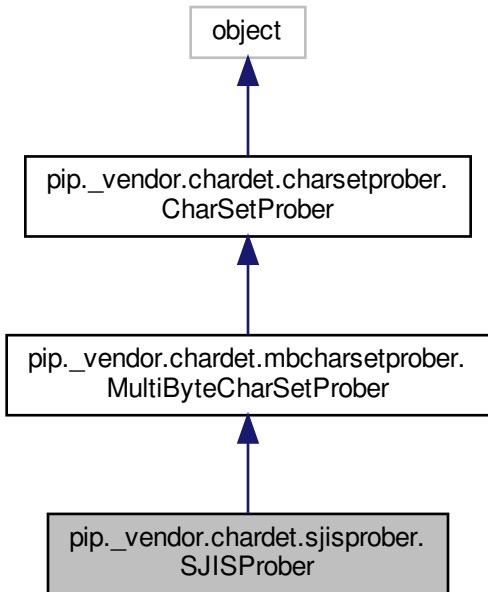 object
pip._vendor.chardet.charsetprober.
CharSetProber
pip._vendor.chardet.mbcharsetprober.
MultiByteCharSetProber
pip._vendor.chardet.sjisprober.
SJISProber